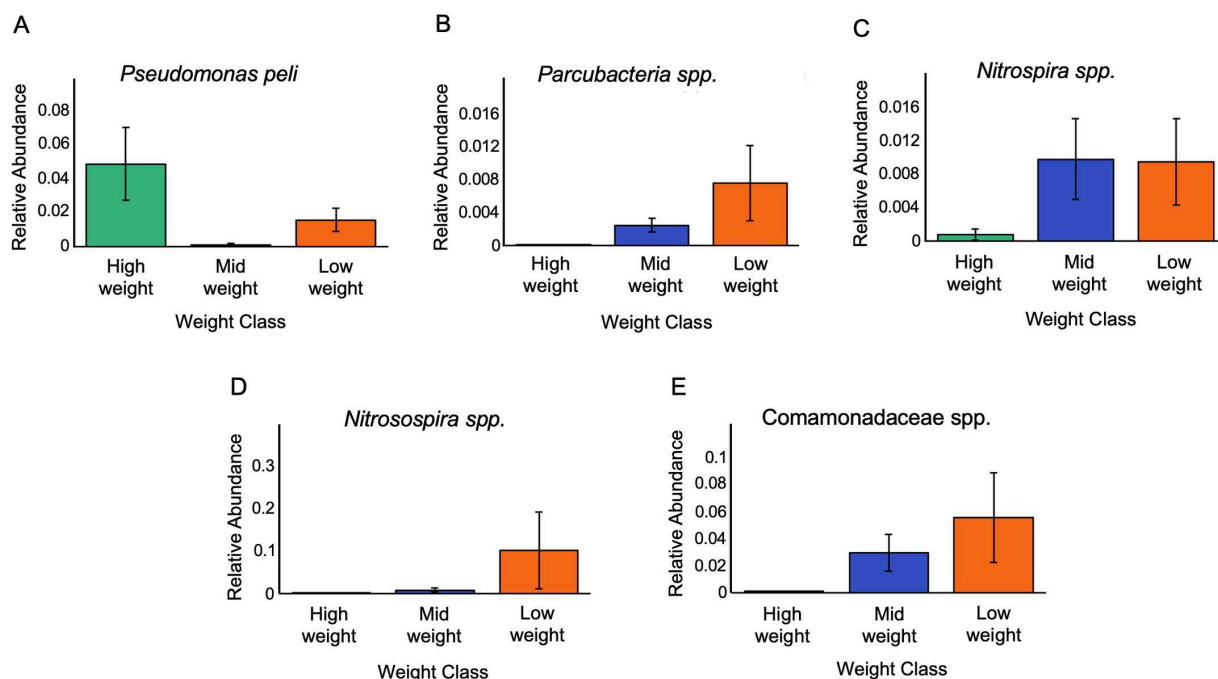 A
Pseudomonas peli
Relative Abundance
0.08
0.06
0.04
0.02
0
High weight
Mid weight
Low weight
Weight Class
B
Parcubacteria spp.
Relative Abundance
0.016
0.012
0.008
0.004
0
High weight
Mid weight
Low weight
Weight Class
C
Nitrospira spp.
Relative Abundance
0.016
0.012
0.008
0.004
0
High weight
Mid weight
Low weight
Weight Class
D
Nitrosospira spp.
Relative Abundance
0.3
0.2
0.1
0
High weight
Mid weight
Low weight
Weight Class
E
Comamonadaceae spp.
Relative Abundance
0.1
0.08
0.06
0.04
0.02
0
High weight
Mid weight
Low weight
Weight Class